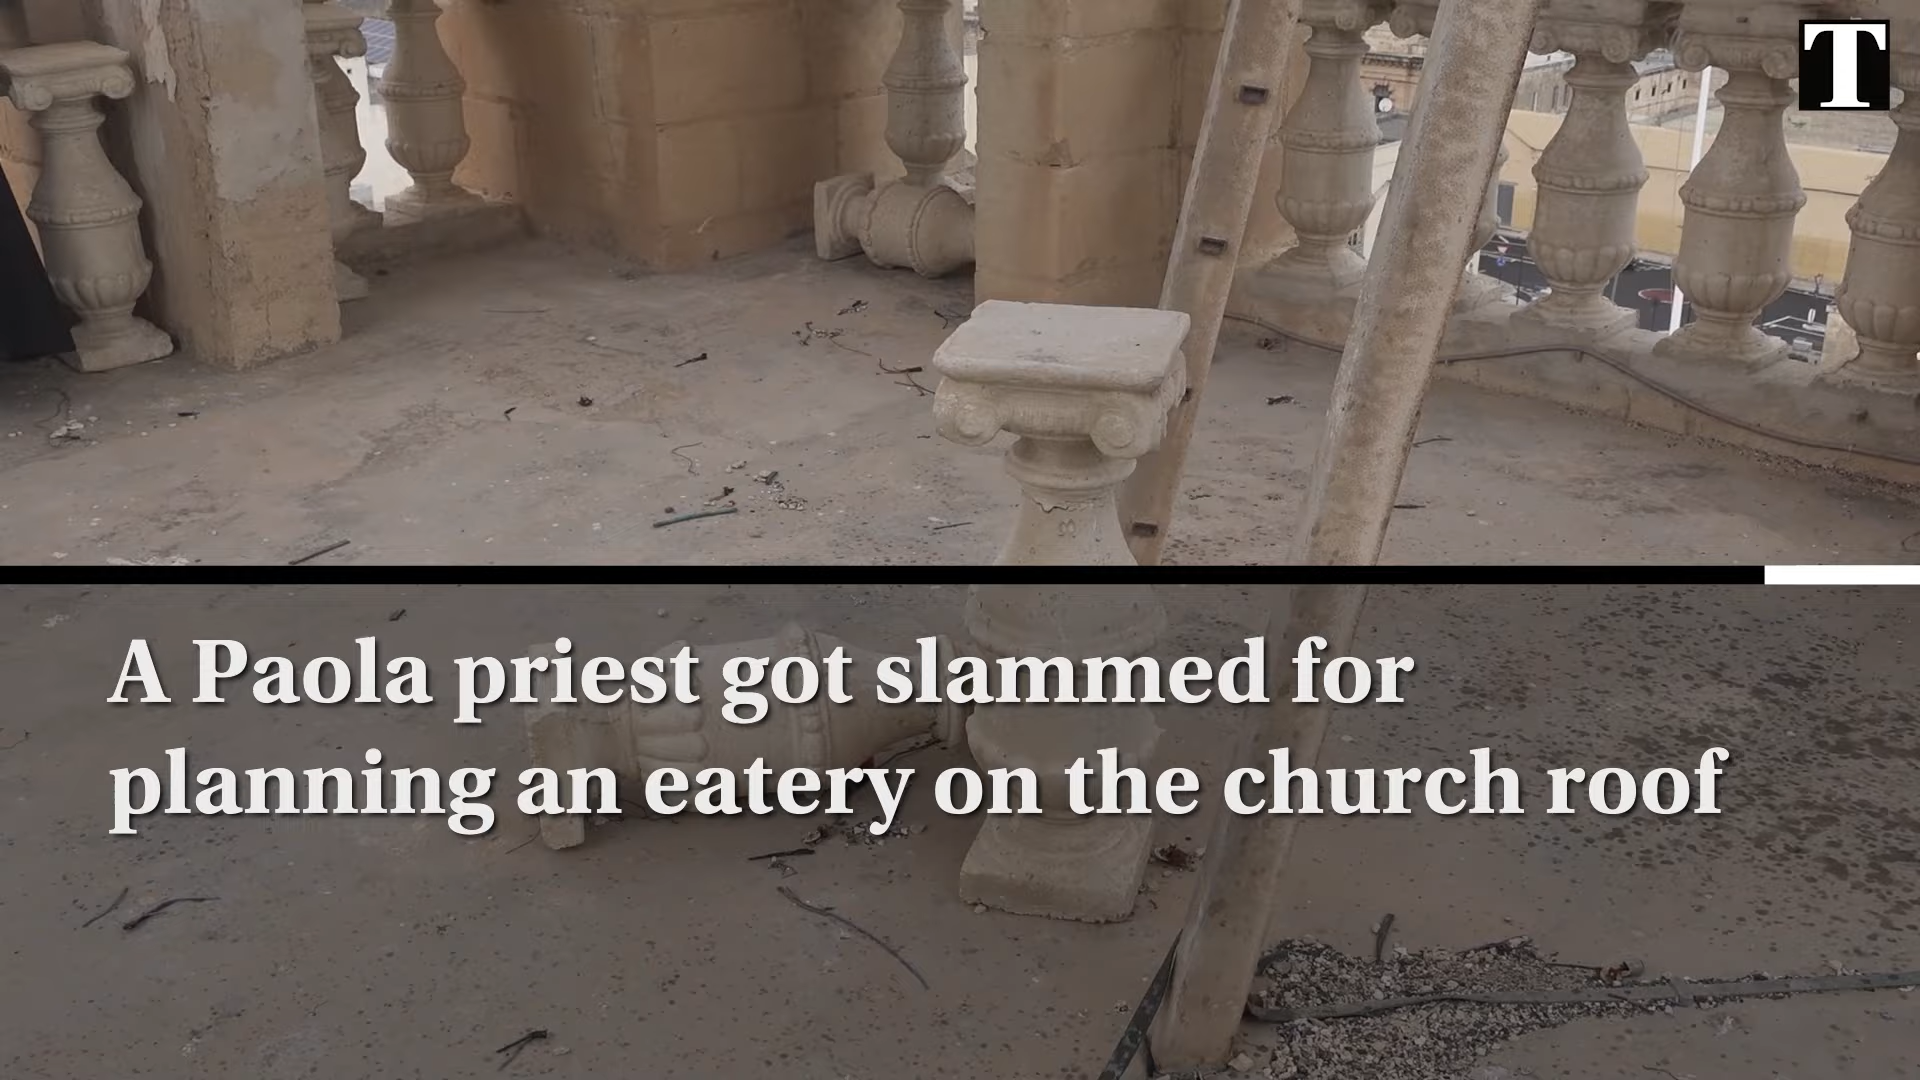 T
A Paola priest got slammed for
planning an eatery on the church roof